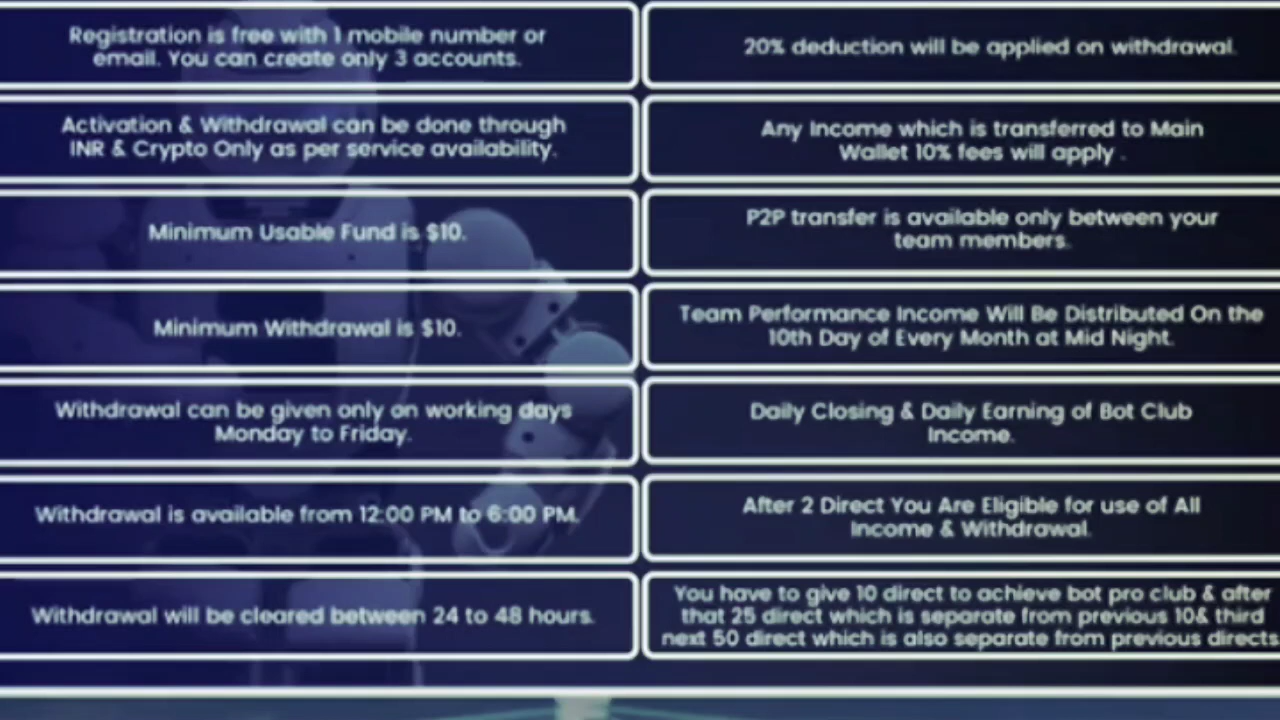 Registration is free with 1 mobile number or
email. You can create only 3 accounts.
20% deduction will be applied on withdrawal.
Activation & Withdrawal can be done through
INR & Crypto Only as per service availability.
Any Income which is transferred to Main
Wallet 10% fees will apply .
Minimum Usable Fund is $10.
P2P transfer is available only between your
team members.
Minimum Withdrawal is $10.
Team Performance Income Will Be Distributed On the
10th Day of Every Month at Mid Night.
Withdrawal can be given only on working days
Monday to Friday.
Daily Closing & Daily Earning of Bot Club
Income.
Withdrawal is available from 12:00 PM to 6:00 PM.
After 2 Direct You Are Eligible for use of All
Income & Withdrawal.
Withdrawal will be cleared between 24 to 48 hours.
You have to give 10 direct to achieve bot pro club & after
that 25 direct which is separate from previous 10& third
next 50 direct which is also separate from previous directs